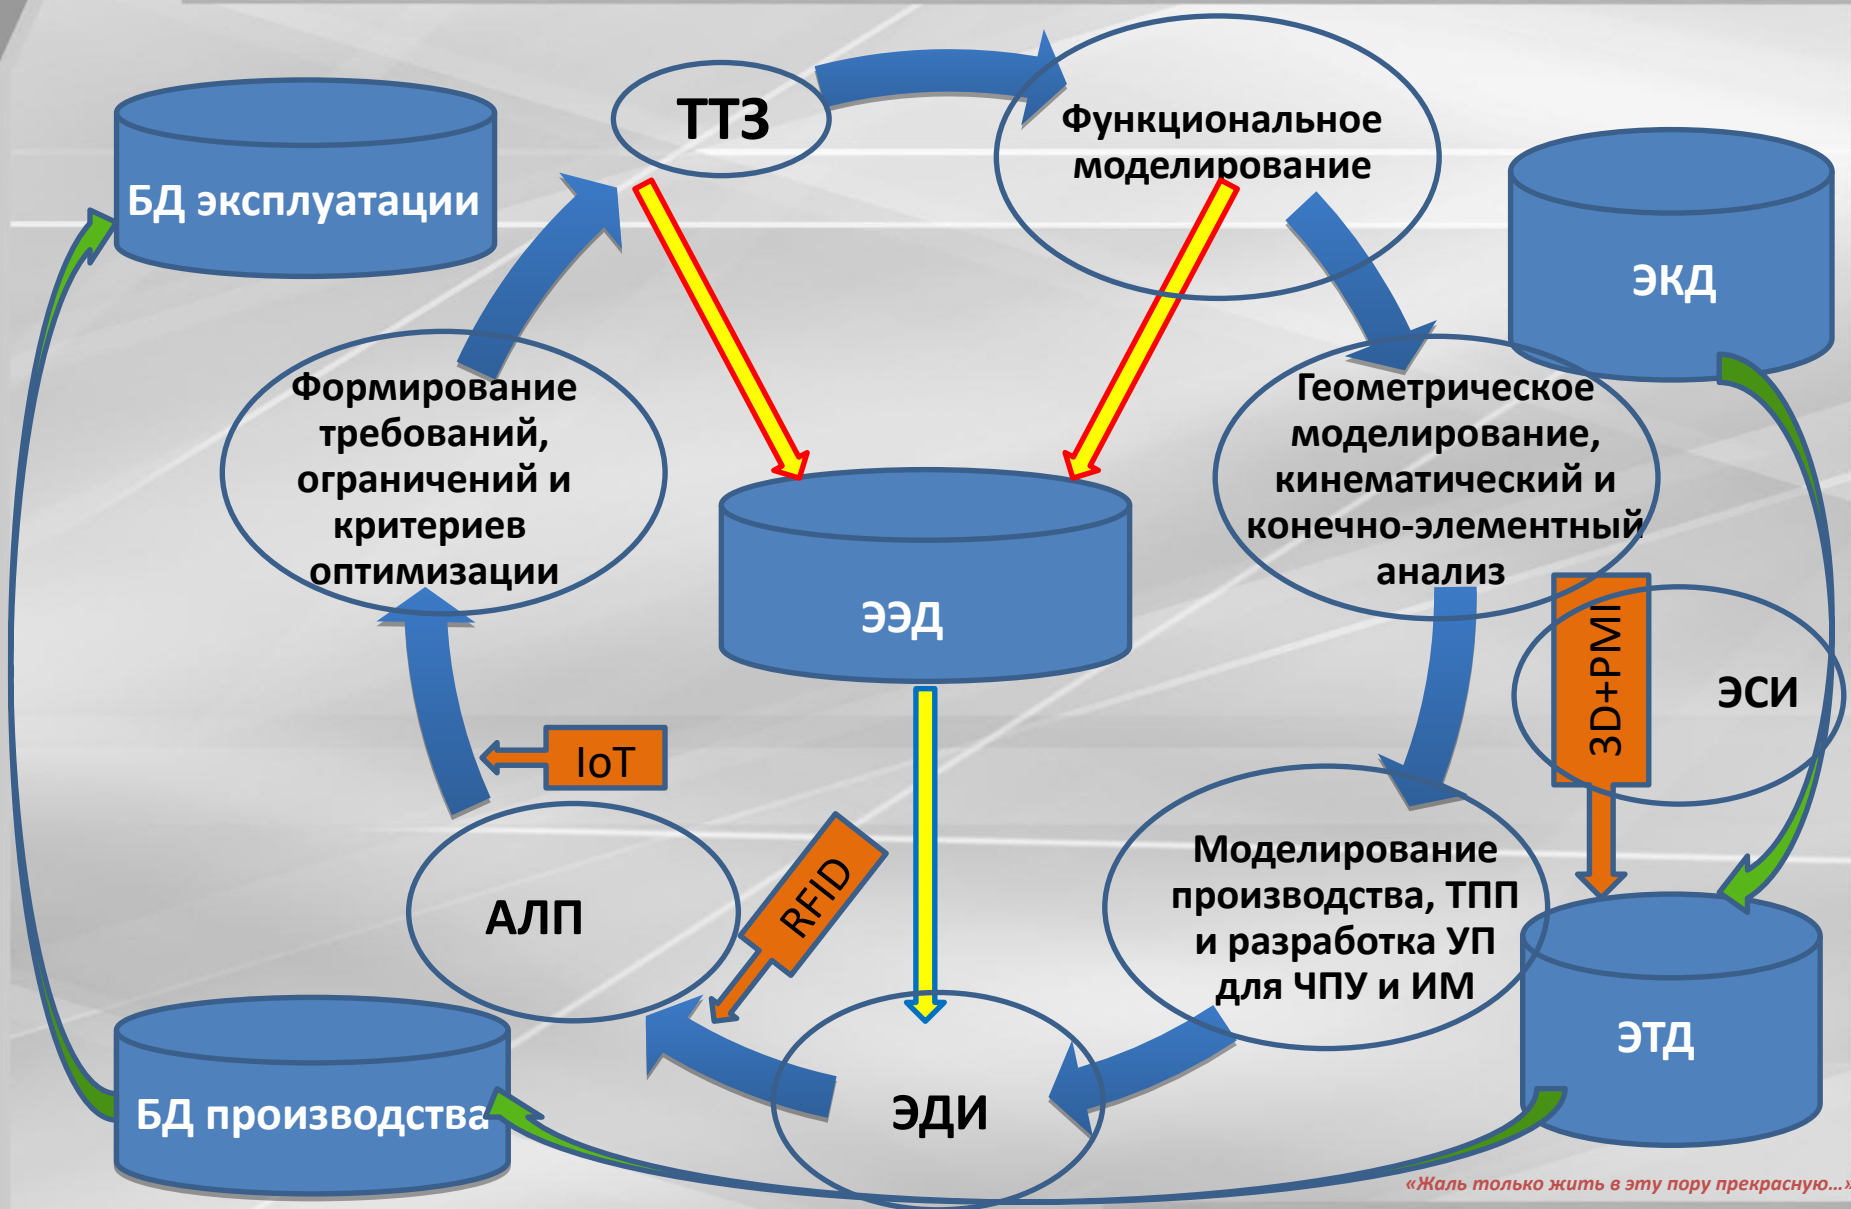 ТТЗ
Функциональное
моделирование
БД эксплуатации
ЭКД
Формирование
требований,
ограничений и
критериев
оптимизации
Геометрическое
моделирование,
кинематический и
конечно-элементный
анализ
ЭЭД
3D+PMI
ЭСИ
IoT
RFID
АЛП
Моделирование
производства, ТПП
и разработка УП
для ЧПУ и ИМ
ЭТД
БД производства
ЭДИ
«Жаль только жить в эту пору прекрасную...»